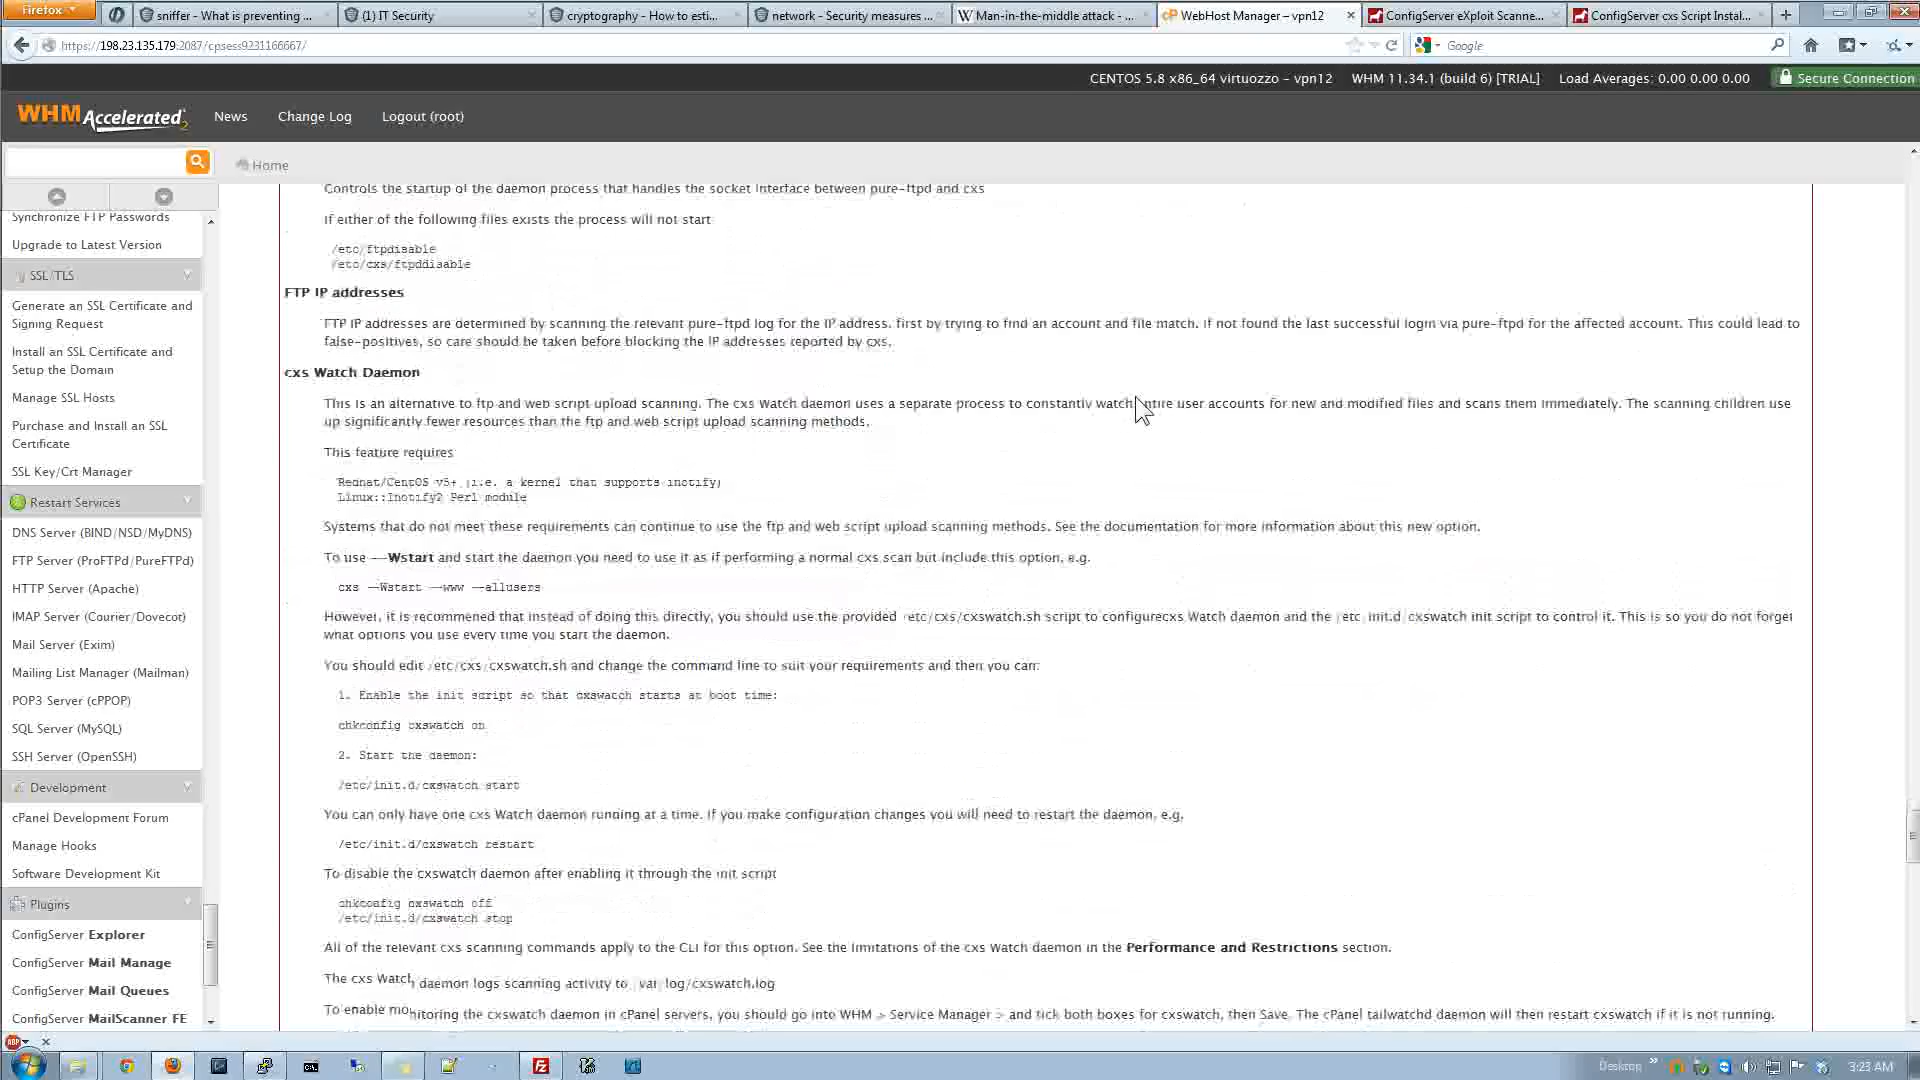 Firefox
sniffer - What is preventing ...
(1) IT Security
cryptography - How to esti...
network - Security measures ...
Man-in-the-middle attack - ...
WebHost Manager – vpn12
ConfigServer eXploit Scanne...
ConfigServer cxs Script Instal...
https://198.23.135.179:2087/cpsess9231166667/
Google
CENTOS 5.8 x86_64 virtuozzo – vpn12 WHM 11.34.1 (build 6) [TRIAL] Load Averages: 0.00 0.00 0.00 Secure Connection
WHM Accelerated2 News Change Log Logout (root)
Home
Synchronize FTP Passwords
Upgrade to Latest Version
SSL/TLS
Generate an SSL Certificate and
Signing Request
Install an SSL Certificate and
Setup the Domain
Manage SSL Hosts
Purchase and Install an SSL
Certificate
SSL Key/Crt Manager
Restart Services
DNS Server (BIND/NSD/MyDNS)
FTP Server (ProFTPd/PureFTPd)
HTTP Server (Apache)
IMAP Server (Courier/Dovecot)
Mail Server (Exim)
Mailing List Manager (Mailman)
POP3 Server (cPPOP)
SQL Server (MySQL)
SSH Server (OpenSSH)
Development
cPanel Development Forum
Manage Hooks
Software Development Kit
Plugins
ConfigServer Explorer
ConfigServer Mail Manage
ConfigServer Mail Queues
ConfigServer MailScanner FE
Controls the startup of the daemon process that handles the socket interface between pure-ftpd and cxs
If either of the following files exists the process will not start
/etc/ftpdisable
/etc/cxs/ftpddisable
FTP IP addresses
FTP IP addresses are determined by scanning the relevant pure-ftpd log for the IP address, first by trying to find an account and file match. If not found the last successful login via pure-ftpd for the affected account. This could lead to
false-positives, so care should be taken before blocking the IP addresses reported by cxs.
cxs Watch Daemon
This is an alternative to ftp and web script upload scanning. The cxs Watch daemon uses a separate process to constantly watch entire user accounts for new and modified files and scans them immediately. The scanning children use
up significantly fewer resources than the ftp and web script upload scanning methods.
This feature requires
Redhat/CentOS v5+ (i.e. a kernel that supports inotify)
Linux::Inotify2 Perl module
Systems that do not meet these requirements can continue to use the ftp and web script upload scanning methods. See the documentation for more information about this new option.
To use --Wstart and start the daemon you need to use it as if performing a normal cxs scan but include this option, e.g.
cxs --Wstart --www --allusers
However, it is recommened that instead of doing this directly, you should use the provided /etc/cxs/cxswatch.sh script to configurecxs Watch daemon and the /etc/init.d/cxswatch init script to control it. This is so you do not forget
what options you use every time you start the daemon.
You should edit /etc/cxs/cxswatch.sh and change the command line to suit your requirements and then you can:
1. Enable the init script so that cxswatch starts at boot time:
chkconfig cxswatch on
2. Start the daemon:
/etc/init.d/cxswatch start
You can only have one cxs Watch daemon running at a time. If you make configuration changes you will need to restart the daemon, e.g.
/etc/init.d/cxswatch restart
To disable the cxswatch daemon after enabling it through the init script
chkconfig cxswatch off
/etc/init.d/cxswatch stop
All of the relevant cxs scanning commands apply to the CLI for this option. See the limitations of the cxs Watch daemon in the Performance and Restrictions section.
The cxs Watch daemon logs scanning activity to /var/log/cxswatch.log
To enable monitoring the cxswatch daemon in cPanel servers, you should go into WHM > Service Manager > and tick both boxes for cxswatch, then Save. The cPanel tailwatchd daemon will then restart cxswatch if it is not running.
ABP
Desktop
3:23 AM